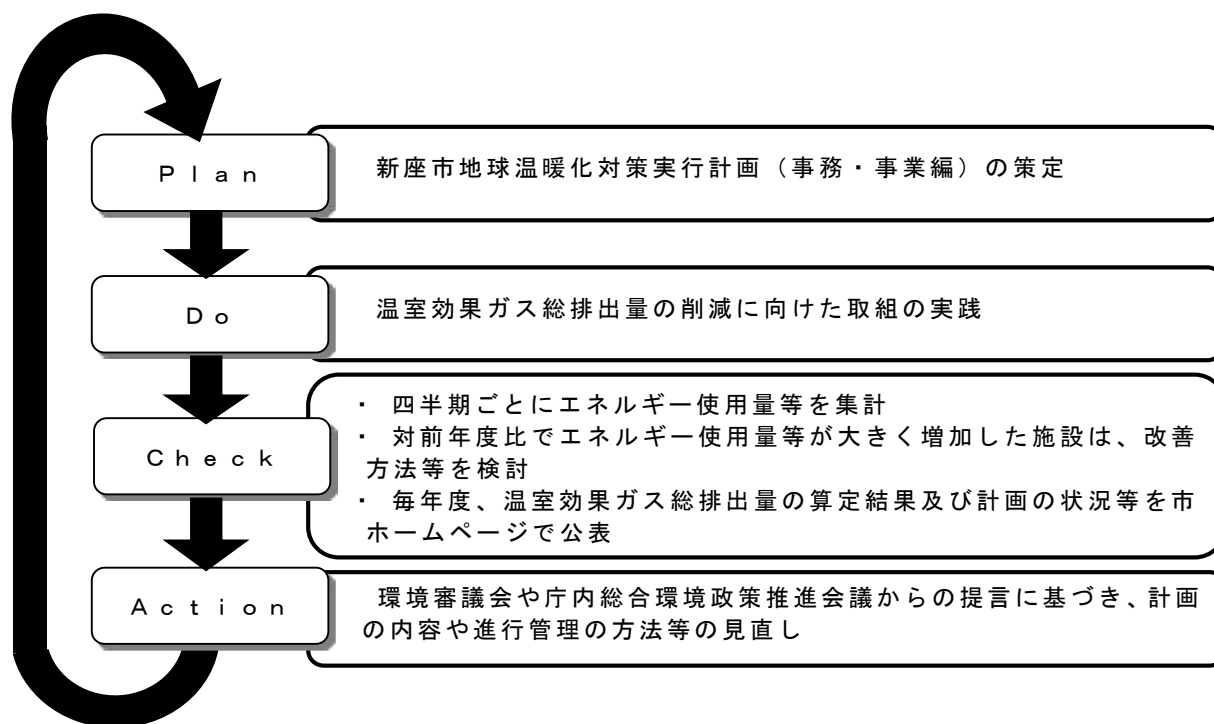 Plan
新座市地球温暖化対策実行計画（事務・事業編）の策定
Do
温室効果ガス総排出量の削減に向けた取組の実践
Check
・ 四半期ごとにエネルギー使用量等を集計
・ 対前年度比でエネルギー使用量等が大きく増加した施設は、改善
方法等を検討
・ 毎年度、温室効果ガス総排出量の算定結果及び計画の状況等を市
ホームページで公表
Action
環境審議会や庁内総合環境政策推進会議からの提言に基づき、計画
の内容や進行管理の方法等の見直し